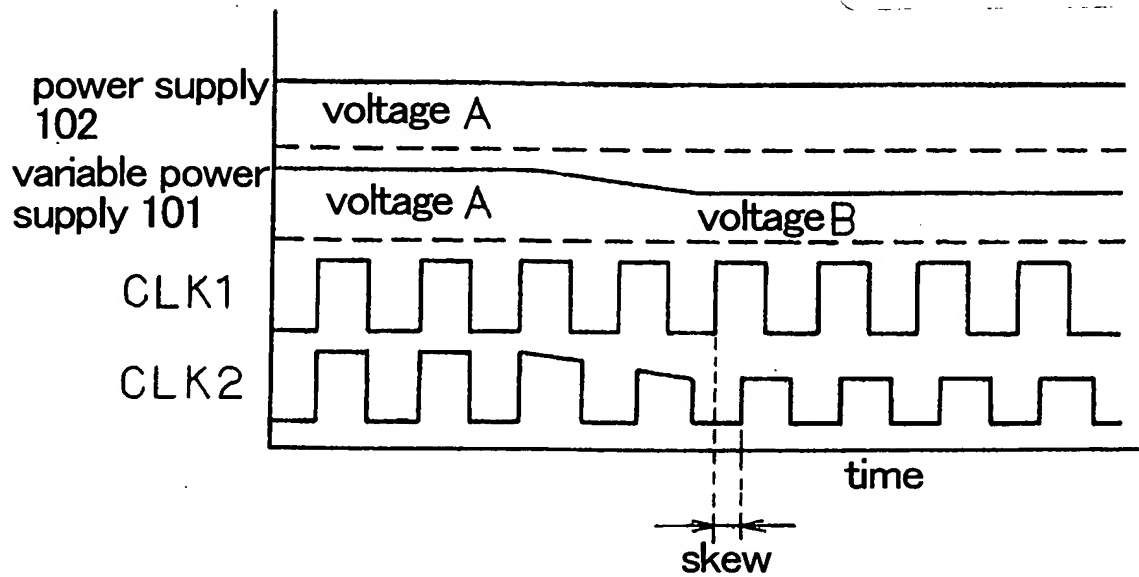 power supply
102
voltage A
variable power
supply 101
voltage A
voltage B
CLK1
CLK2
time
skew